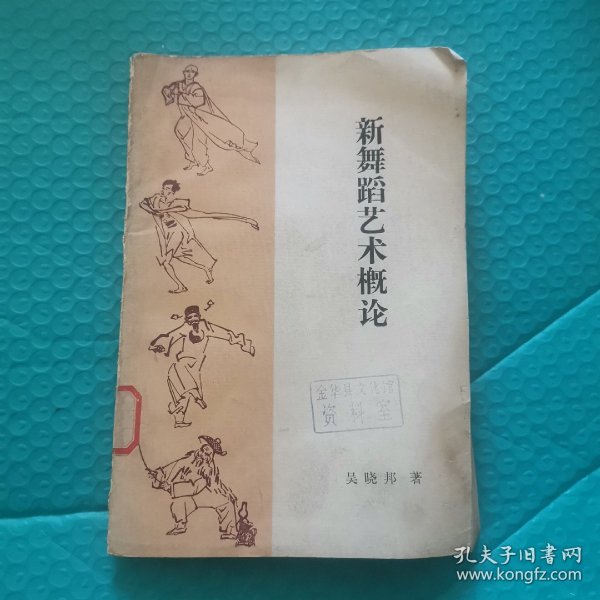 新舞蹈艺术概论
金华县文化馆
资料室
吴晓邦 著
孔夫子旧书网
www.kongfz.com